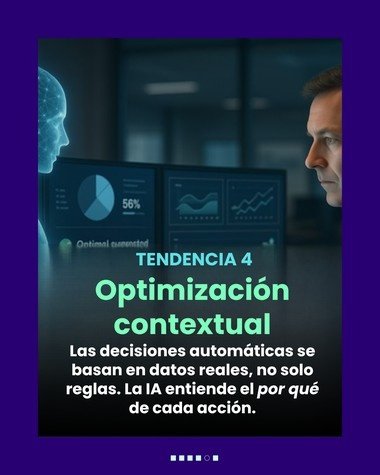 56%
Optimal suggested
TENDENCIA 4
Optimización
contextual
Las decisiones automáticas se
basan en datos reales, no solo
reglas. La IA entiende el por qué
de cada acción.